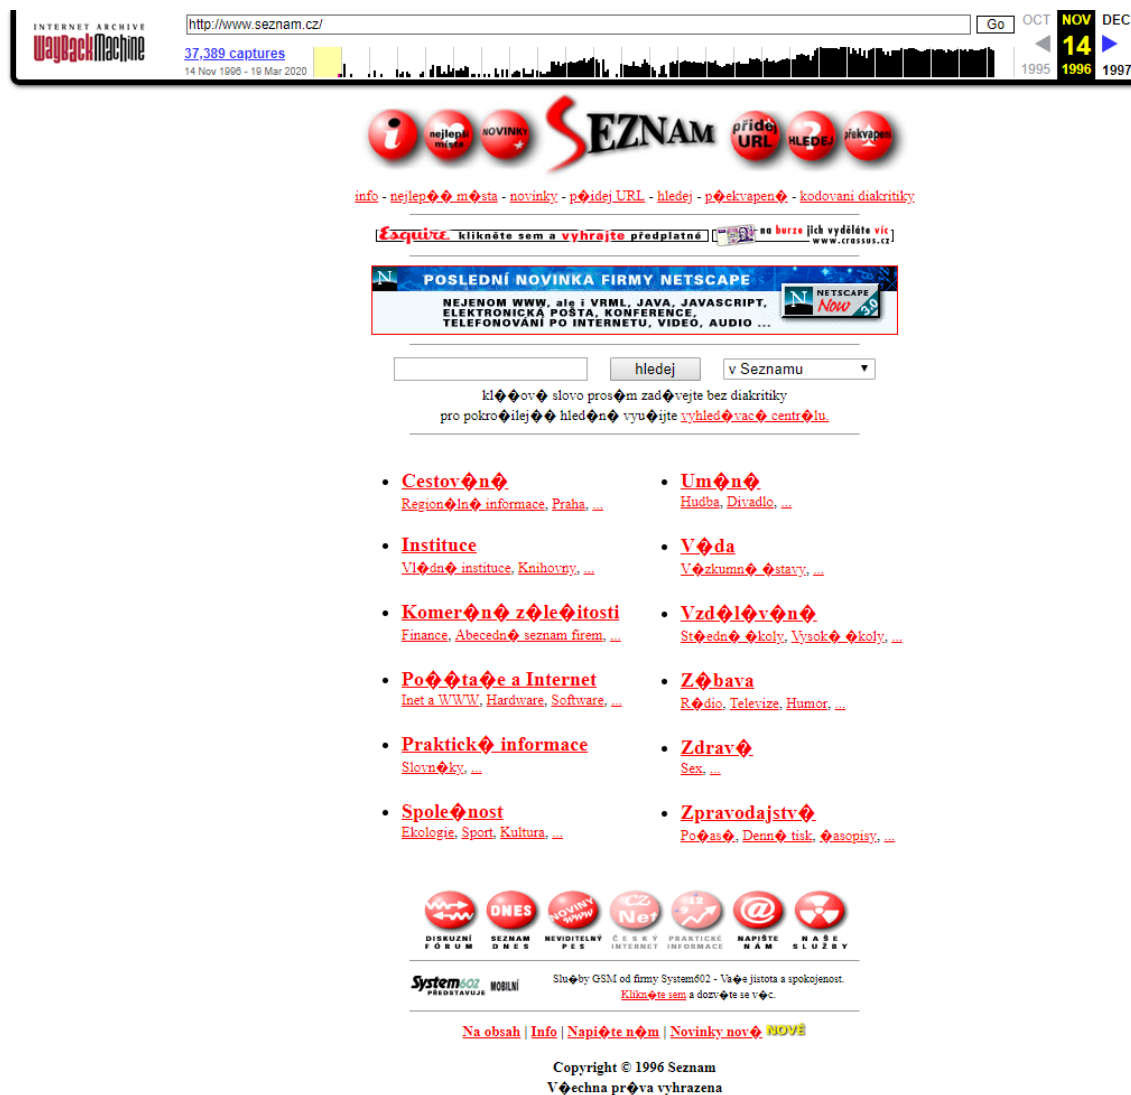 INTERNET ARCHIVE
WayBackMachine
http://www.seznam.cz/
Go
OCT NOV DEC
37,389 captures
14
14 Nov 1996 - 19 Mar 2020
1995 1996 1997
i nejlepší místa NOVINKY SEZNAM přidej URL HLEDEJ ? překvapení
info - nejlep�� m�sta - novinky - p�idej URL - hledej - p�ekvapen� - kodovani diakritiky
Esquire klikněte sem a vyhrajte předplatné na burze jich vyděláte víc
www.crassus.cz
N POSLEDNÍ NOVINKA FIRMY NETSCAPE
NEJENOM WWW, ale i VRML, JAVA, JAVASCRIPT,
ELEKTRONICKÁ POŠTA, KONFERENCE,
TELEFONOVÁNÍ PO INTERNETU, VIDEO, AUDIO ...
N NETSCAPE
Now 3.0
hledej v Seznamu
kl��ov� slovo pros�m zad�vejte bez diakritiky
pro pokro�ilej�� hled�n� vyu�ijte vyhled�vac� centr�lu.
Cestov�n�
Region�ln� informace, Praha, ...
Instituce
Vl�dn� instituce, Knihovny, ...
Komer�n� z�le�itosti
Finance, Abecedn� seznam firem, ...
Po��ta�e a Internet
Inet a WWW, Hardware, Software, ...
Praktick� informace
Slovn�ky, ...
Spole�nost
Ekologie, Sport, Kultura, ...
Um�n�
Hudba, Divadlo, ...
V�da
V�zkumn� �stavy, ...
Vzd�l�v�n�
St�edn� �koly, Vysok� �koly, ...
Z�bava
R�dio, Televize, Humor, ...
Zdrav�
Sex, ...
Zpravodajstv�
Po�as�, Denn� tisk, �asopisy, ...
DNES NOVINY WWW CZ Net 9 12 @
DISKUZNÍ FÓRUM
SEZNAM DNES
NEVIDITELNÝ PES
ČESKÝ INTERNET
PRAKTICKÉ INFORMACE
NAPIŠTE NÁM
NAŠE SLUŽBY
System602 PŘEDSTAVUJE MOBILNÍ
Slu�by GSM od firmy System602 - Va�e jistota a spokojenost.
Klikn�te sem a dozv�te se v�c.
Na obsah | Info | Napi�te n�m | Novinky nov� NOVÉ
Copyright © 1996 Seznam
V�echna pr�va vyhrazena